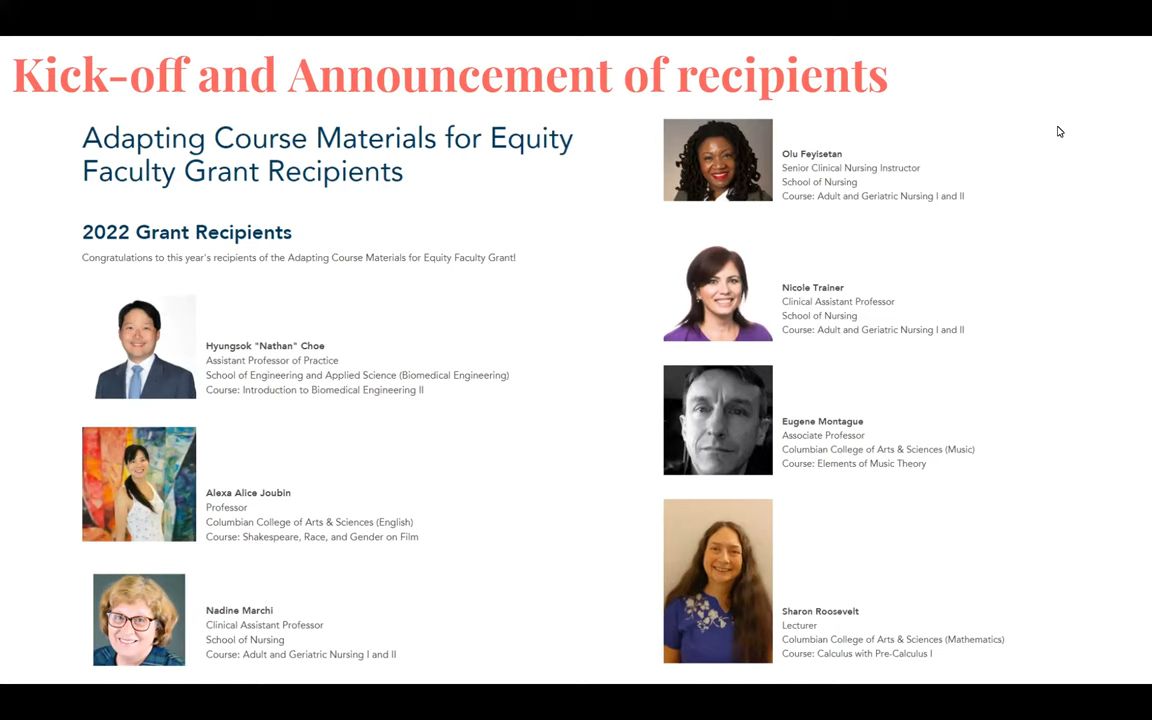 Kick-off and Announcement of recipients
Adapting Course Materials for Equity
Faculty Grant Recipients
2022 Grant Recipients
Congratulations to this year's recipients of the Adapting Course Materials for Equity Faculty Grant!
Hyungsok "Nathan" Choe
Assistant Professor of Practice
School of Engineering and Applied Science (Biomedical Engineering)
Course: Introduction to Biomedical Engineering II
Alexa Alice Joubin
Professor
Columbian College of Arts & Sciences (English)
Course: Shakespeare, Race, and Gender on Film
Nadine Marchi
Clinical Assistant Professor
School of Nursing
Course: Adult and Geriatric Nursing I and II
Olu Feyisetan
Senior Clinical Nursing Instructor
School of Nursing
Course: Adult and Geriatric Nursing I and II
Nicole Trainer
Clinical Assistant Professor
School of Nursing
Course: Adult and Geriatric Nursing I and II
Eugene Montague
Associate Professor
Columbian College of Arts & Sciences (Music)
Course: Elements of Music Theory
Sharon Roosevelt
Lecturer
Columbian College of Arts & Sciences (Mathematics)
Course: Calculus with Pre-Calculus I